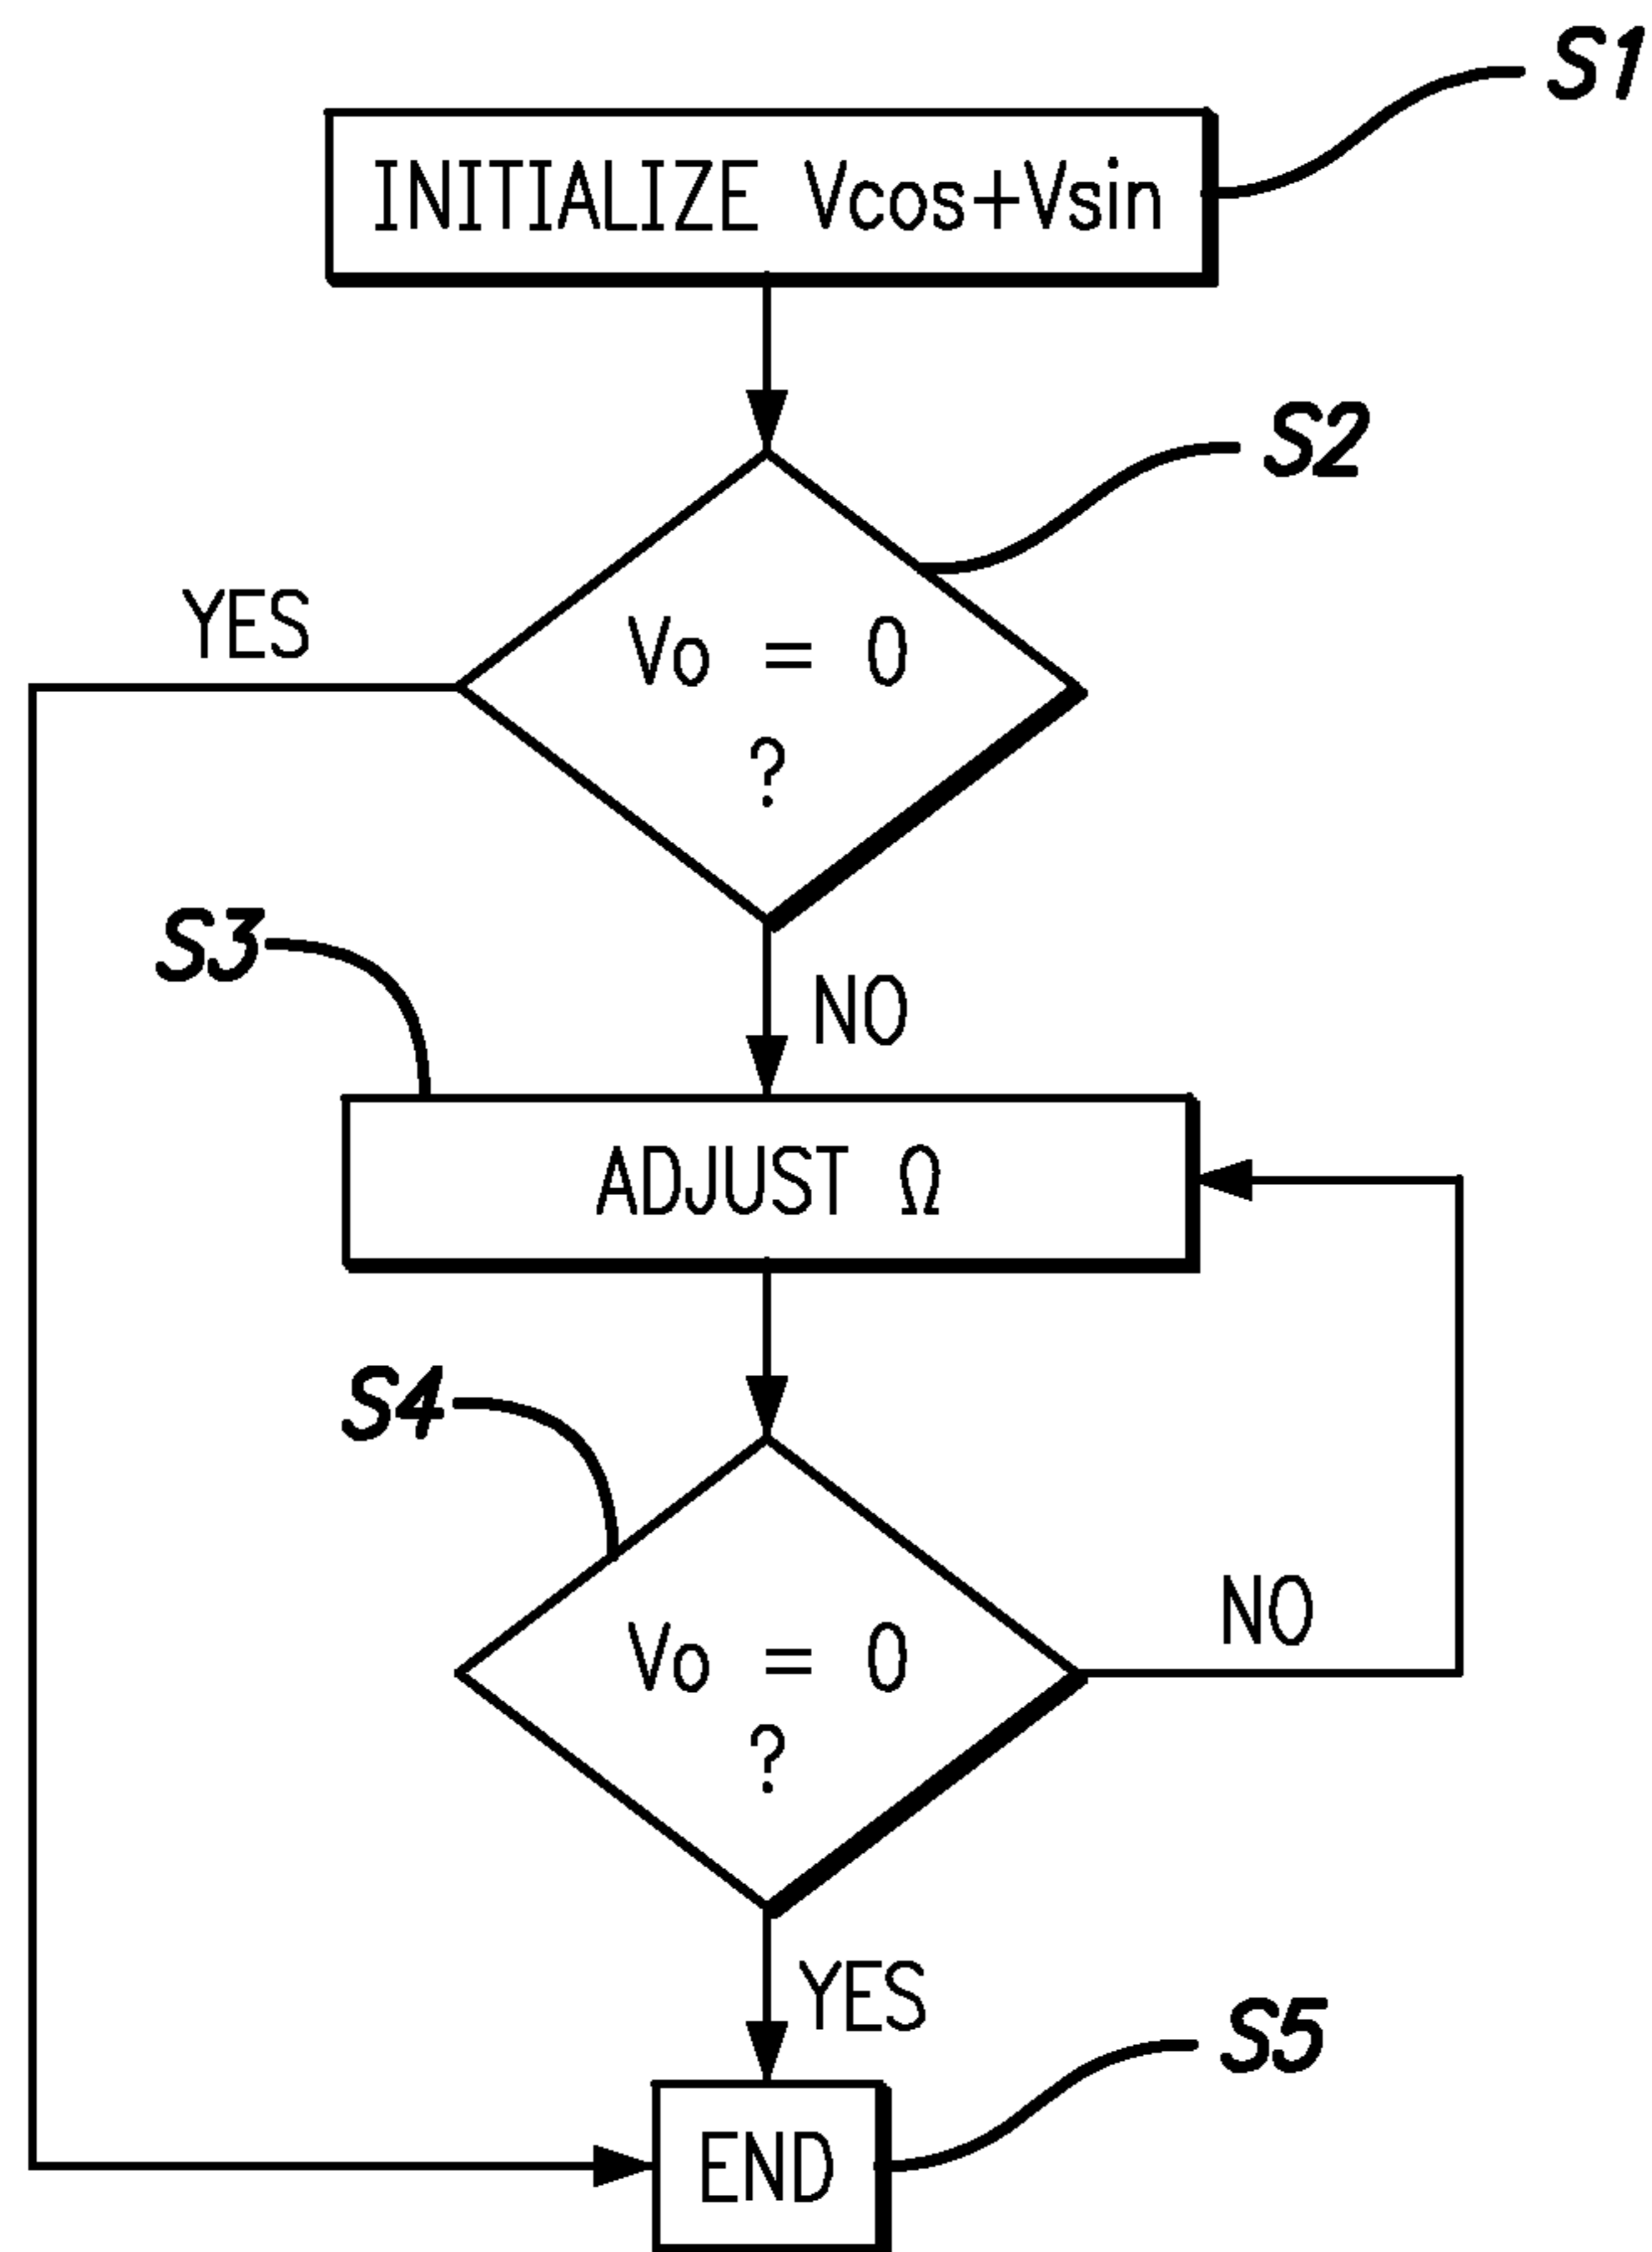 S1
INITIALIZE Vcos+Vsin
S2
YES
Vo = 0
?
S3
NO
ADJUST Ω
S4
Vo = 0
?
NO
YES
S5
END